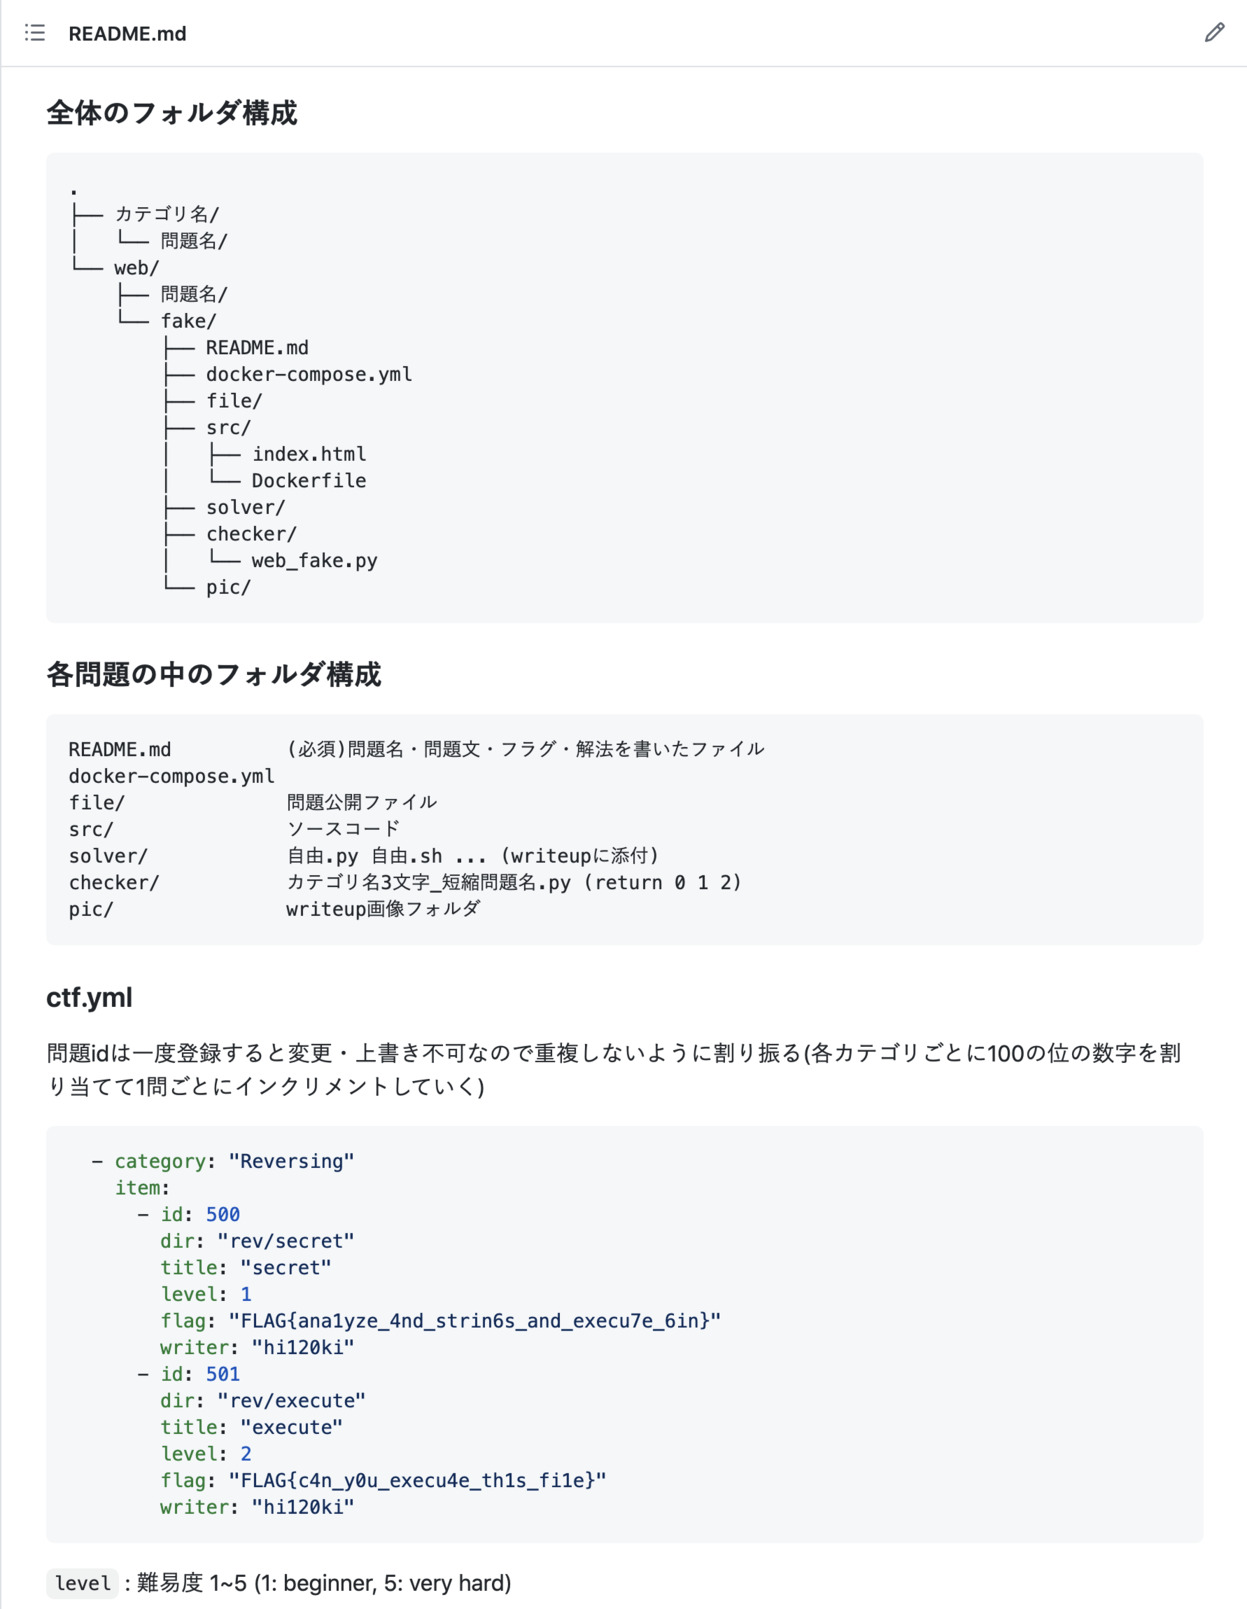 README.md
全体のフォルダ構成
.
├── カテゴリ名/
│   └── 問題名/
└── web/
    ├── 問題名/
    └── fake/
        ├── README.md
        ├── docker-compose.yml
        ├── file/
        ├── src/
        │   ├── index.html
        │   └── Dockerfile
        ├── solver/
        ├── checker/
        │   └── web_fake.py
        └── pic/
各問題の中のフォルダ構成
README.md          (必須)問題名・問題文・フラグ・解法を書いたファイル
docker-compose.yml
file/              問題公開ファイル
src/               ソースコード
solver/            自由.py 自由.sh ... (writeupに添付)
checker/           カテゴリ名3文字_短縮問題名.py (return 0 1 2)
pic/               writeup画像フォルダ
ctf.yml
問題idは一度登録すると変更・上書き不可なので重複しないように割り振る(各カテゴリごとに100の位の数字を割
り当てて1問ごとにインクリメントしていく)
  - category: "Reversing"
    item:
      - id: 500
        dir: "rev/secret"
        title: "secret"
        level: 1
        flag: "FLAG{ana1yze_4nd_strin6s_and_execu7e_6in}"
        writer: "hi120ki"
      - id: 501
        dir: "rev/execute"
        title: "execute"
        level: 2
        flag: "FLAG{c4n_y0u_execu4e_th1s_fi1e}"
        writer: "hi120ki"
level : 難易度 1~5 (1: beginner, 5: very hard)